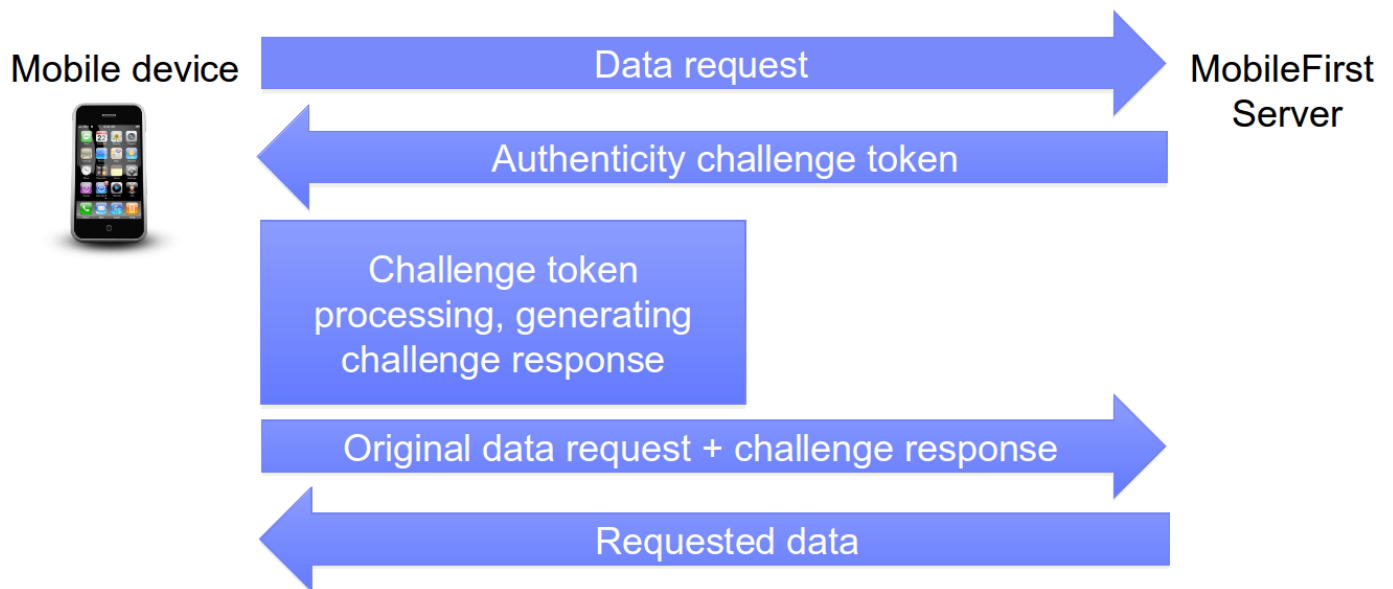 Mobile device
Data request
MobileFirst
Server
Authenticity challenge token
Challenge token
processing, generating
challenge response
Original data request + challenge response
Requested data